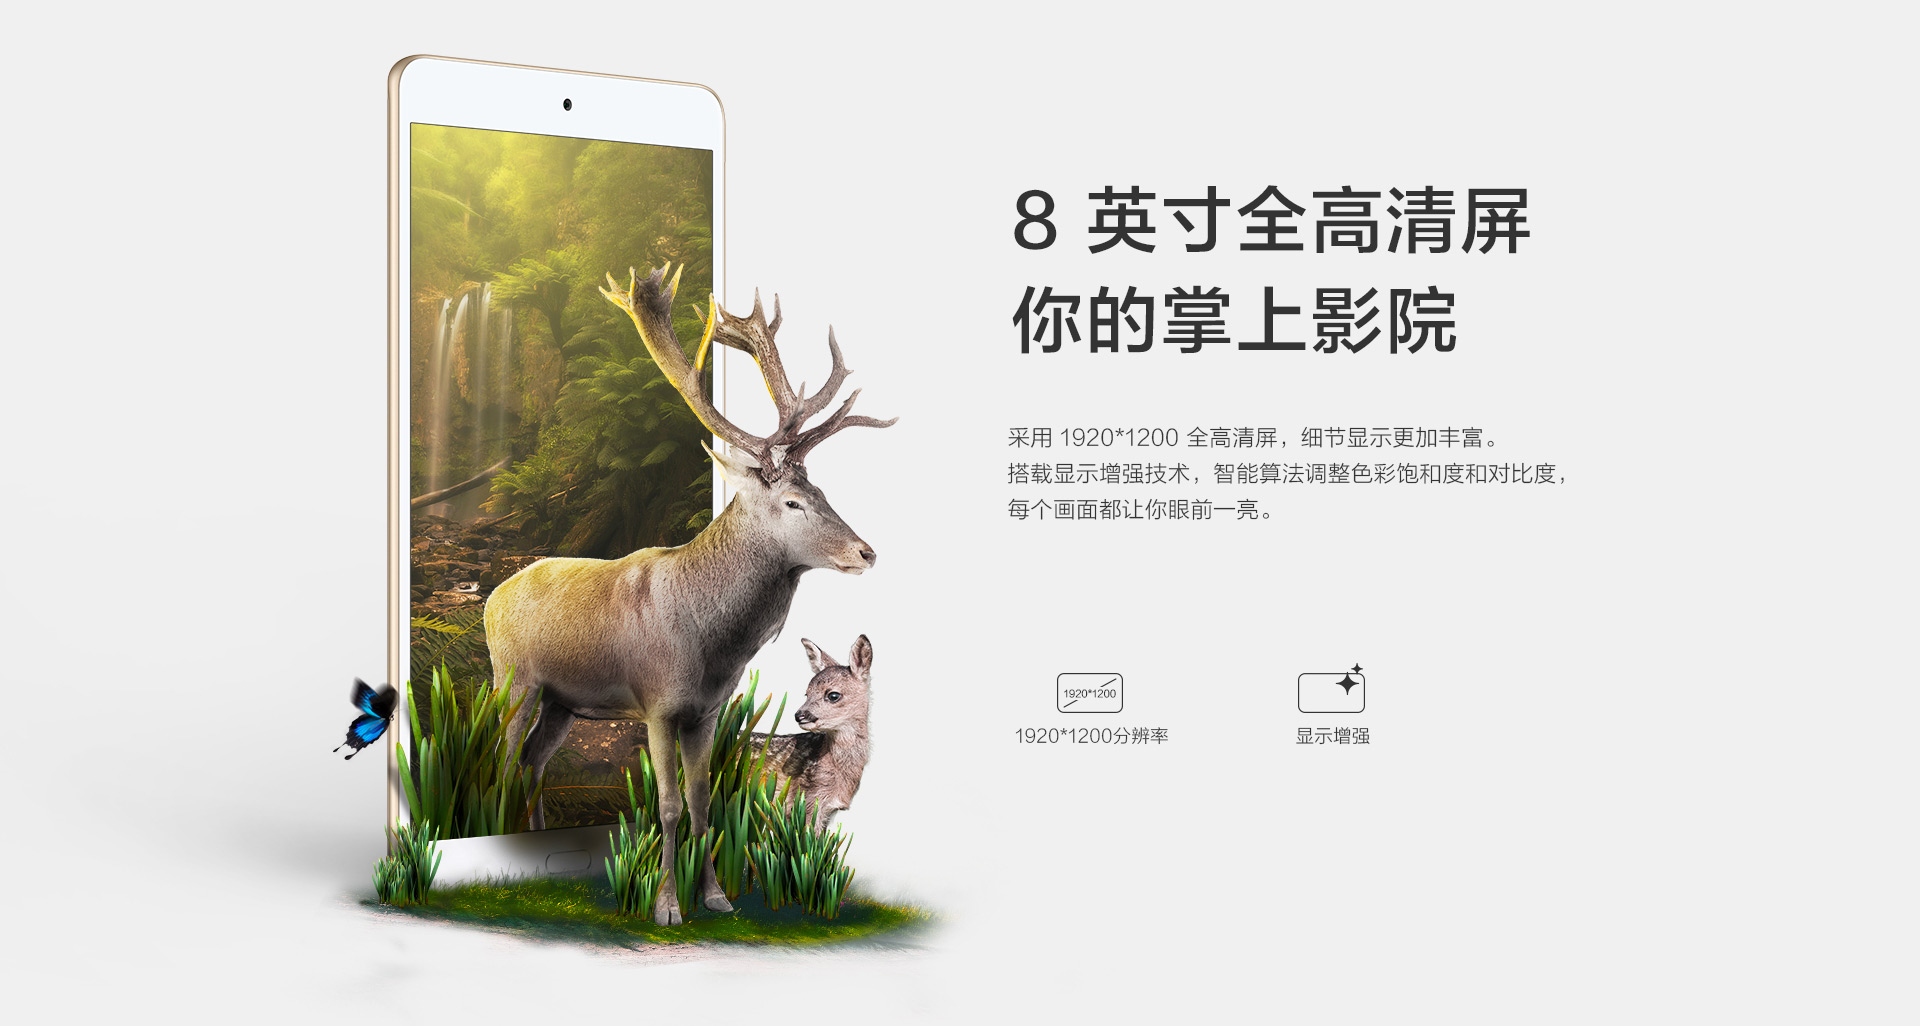 8 英寸全高清屏
你的掌上影院
采用 1920*1200 全高清屏，细节显示更加丰富。
搭载显示增强技术，智能算法调整色彩饱和度和对比度，
每个画面都让你眼前一亮。
1920*1200
1920*1200分辨率
显示增强